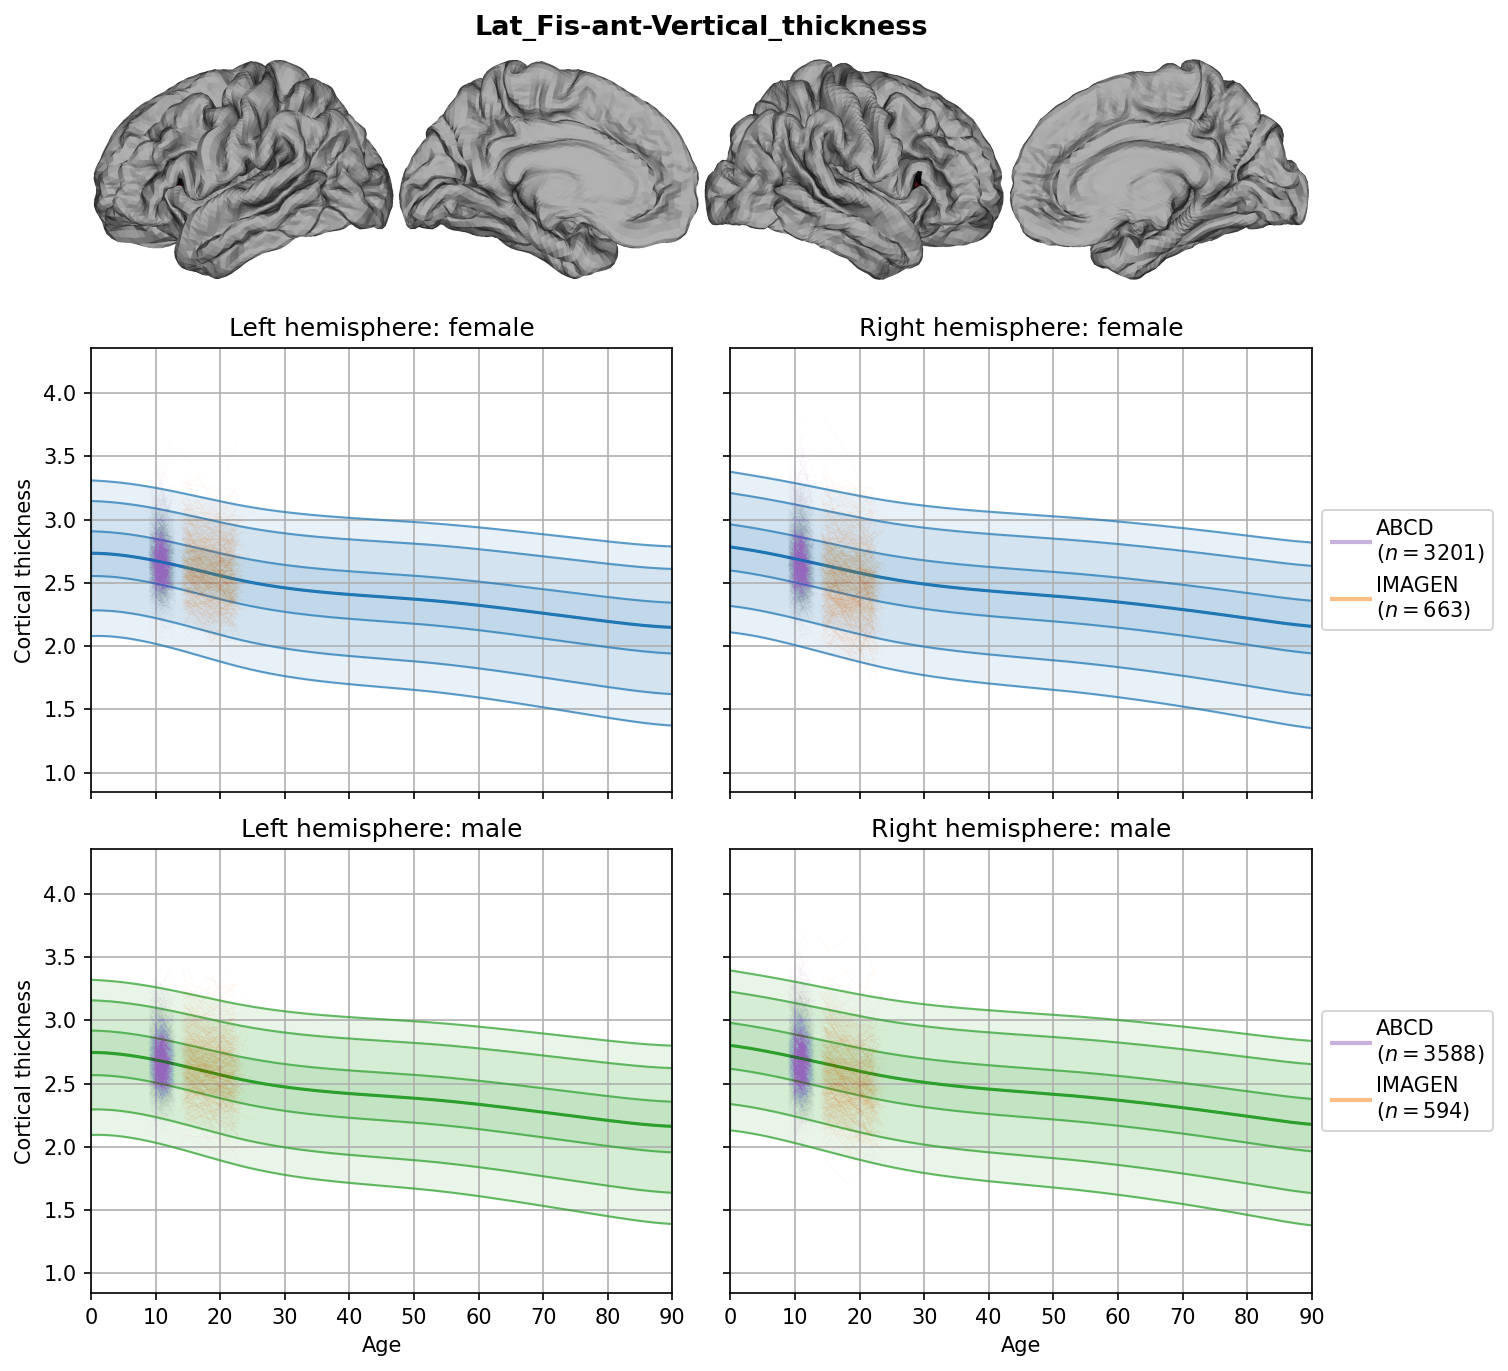 Lat_Fis-ant-Vertical_thickness
Left hemisphere: female
Right hemisphere: female
4.0
3.5
3.0
2.5
2.0
1.5
1.0
Cortical thickness
ABCD
(n = 3201)
IMAGEN
(n = 663)
Left hemisphere: male
Right hemisphere: male
4.0
3.5
3.0
2.5
2.0
1.5
1.0
Cortical thickness
ABCD
(n = 3588)
IMAGEN
(n = 594)
0 10 20 30 40 50 60 70 80 90
0 10 20 30 40 50 60 70 80 90
Age
Age